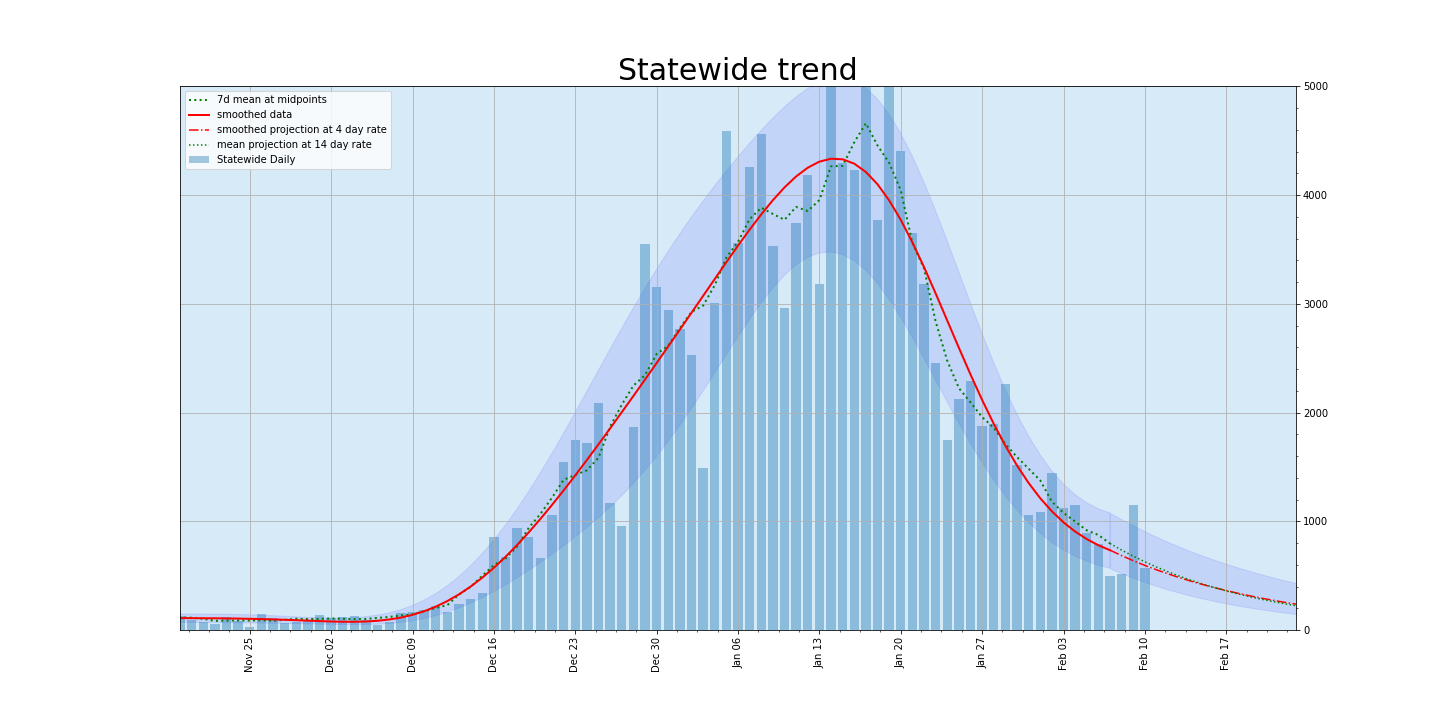 Statewide trend
7d mean at midpoints
smoothed data
smoothed projection at 4 day rate
mean projection at 14 day rate
Statewide Daily
5000
4000
3000
2000
1000
0
Nov 25
Dec 02
Dec 09
Dec 16
Dec 23
Dec 30
Jan 06
Jan 13
Jan 20
Jan 27
Feb 03
Feb 10
Feb 17